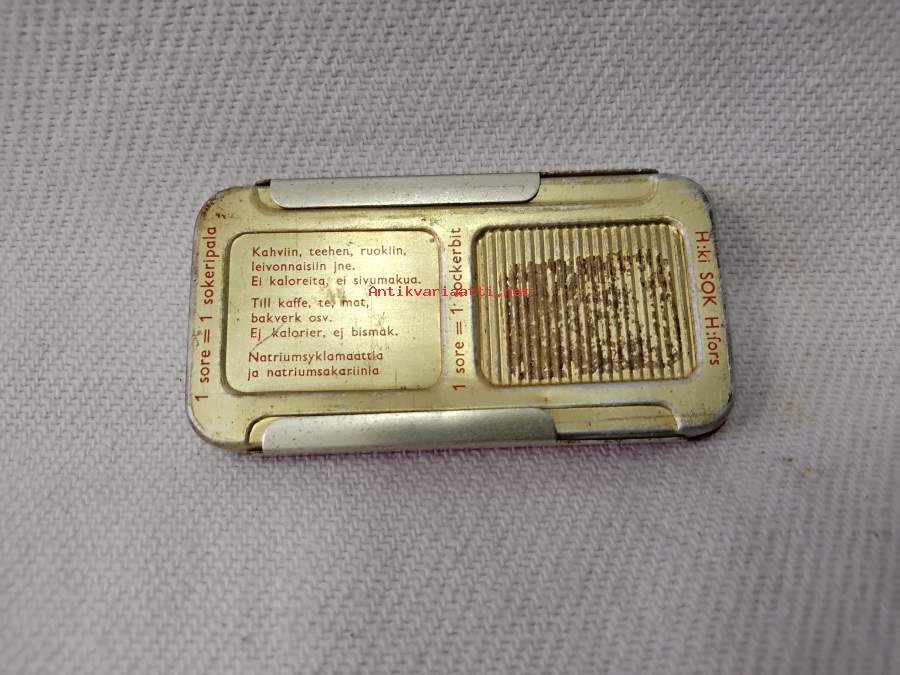 1 sore = 1 sokeripala
Kahviin, teehen, ruokiin,
leivonnaisiin jne.
Ei kaloreita, ei sivumakua.
Till kaffe, te, mat,
bakverk osv.
Ej kalorier, ej bismak.
Natriumsyklamaattia
ja natriumsakariinia
1 sore = 1 sockerbit
H:ki SOK H:fors
Antikvariaatti.net